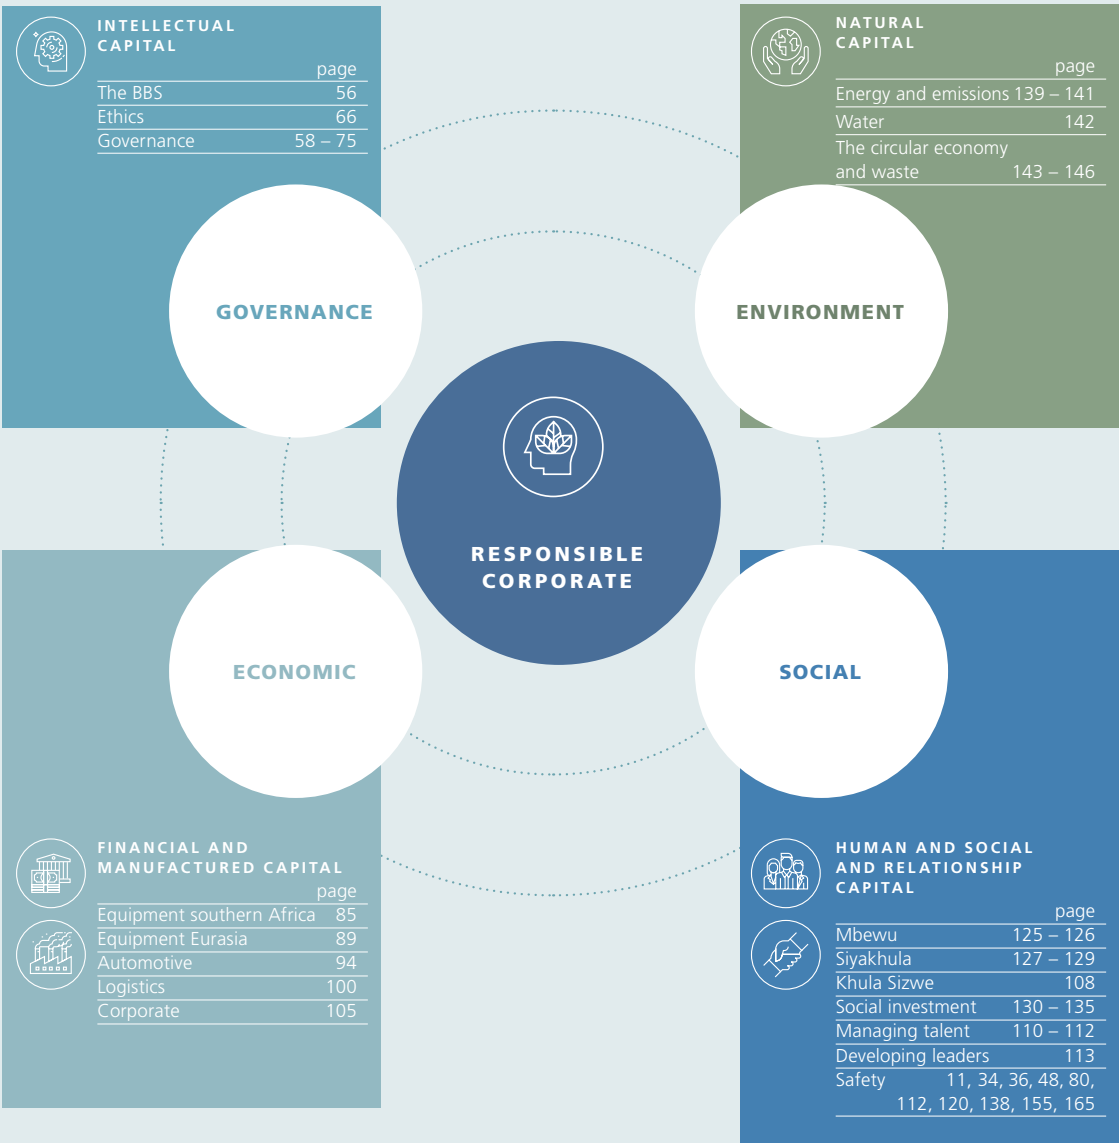 INTELLECTUAL
CAPITAL
page
The BBS 56
Ethics 66
Governance 58 – 75
GOVERNANCE
NATURAL
CAPITAL
page
Energy and emissions 139 – 141
Water 142
The circular economy
and waste 143 – 146
ENVIRONMENT
RESPONSIBLE
CORPORATE
ECONOMIC
FINANCIAL AND
MANUFACTURED CAPITAL
page
Equipment southern Africa 85
Equipment Eurasia 89
Automotive 94
Logistics 100
Corporate 105
SOCIAL
HUMAN AND SOCIAL
AND RELATIONSHIP
CAPITAL
page
Mbewu 125 – 126
Siyakhula 127 – 129
Khula Sizwe 108
Social investment 130 – 135
Managing talent 110 – 112
Developing leaders 113
Safety 11, 34, 36, 48, 80,
112, 120, 138, 155, 165